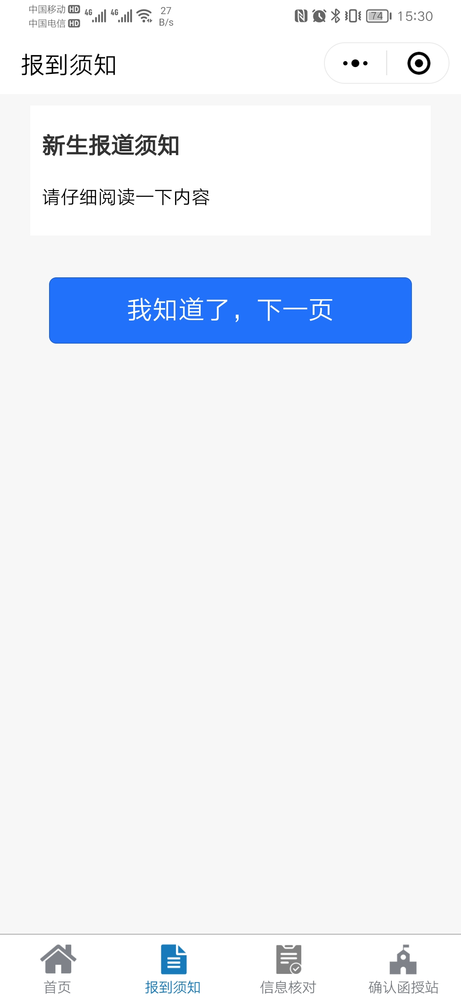 中国移动 HD 4G 4G 27
中国电信 HD B/s
74 15:30
报到须知
新生报道须知
请仔细阅读一下内容
我知道了，下一页
首页 报到须知 信息核对 确认函授站